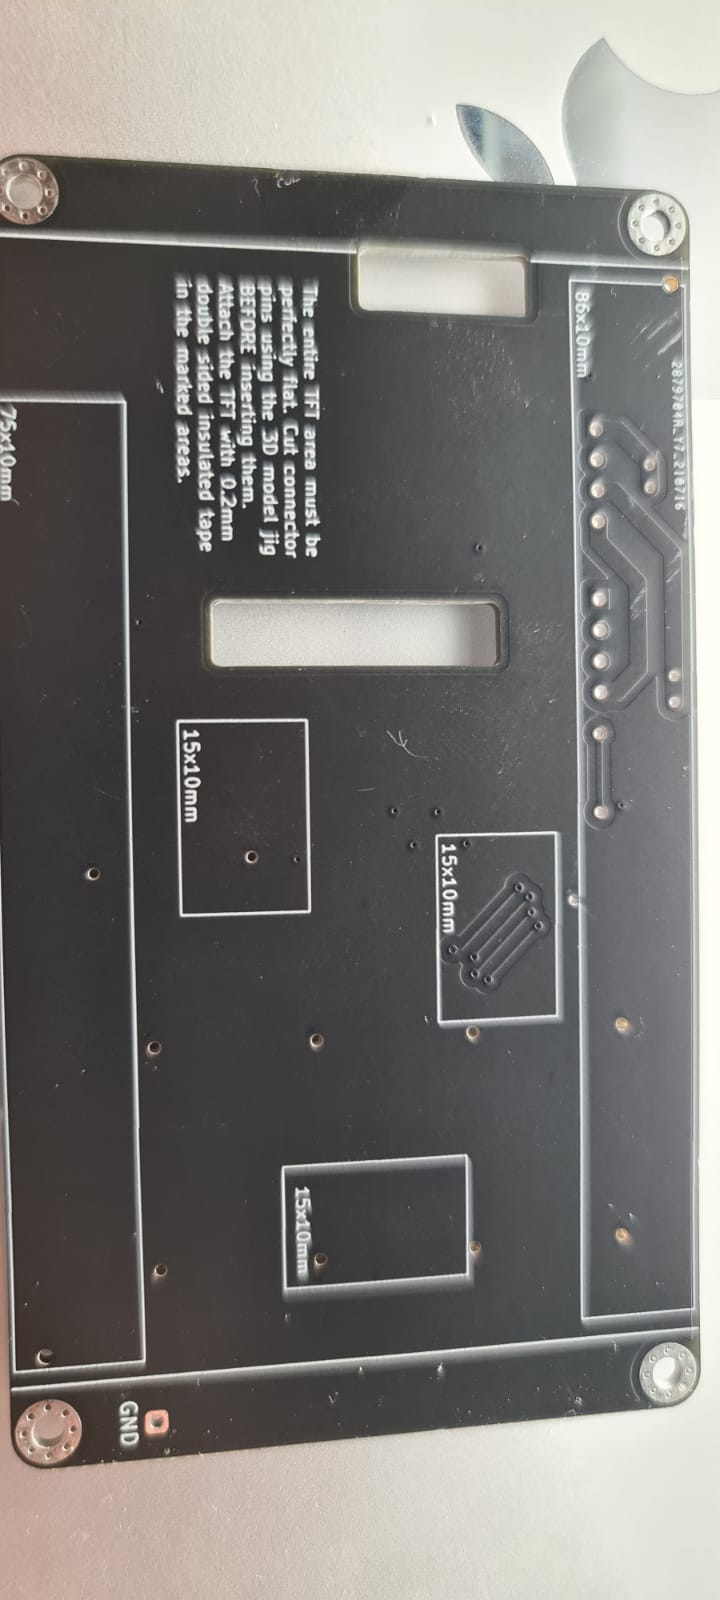 2879704A_Y7_210716
86x10mm
The entire TFT area must be
perfectly flat. Cut connector
pins using the 3D model jig
BEFORE inserting them.
Attach the TFT with 0.2mm
double sided insulated tape
in the marked areas.
75x10mm
15x10mm
15x10mm
15x10mm
GND